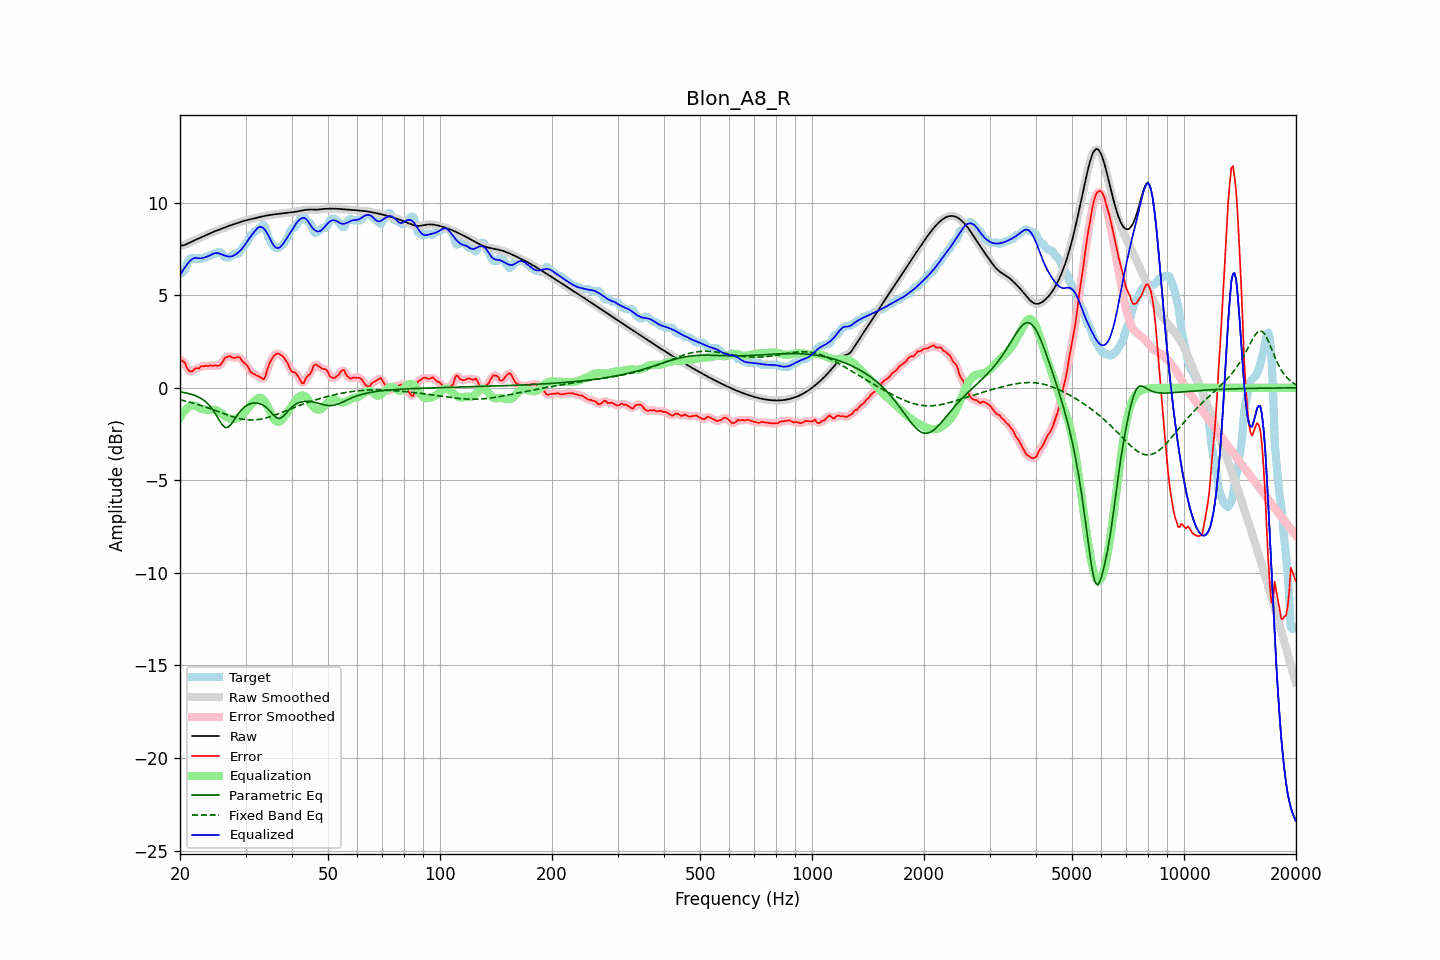 Blon_A8_R
10
5
0
−5
−10
−15
−20
−25
Amplitude (dBr)
Target
Raw Smoothed
Error Smoothed
Raw
Error
Equalization
Parametric Eq
Fixed Band Eq
Equalized
20 50 100 200 500 1000 2000 5000 10000 20000
Frequency (Hz)